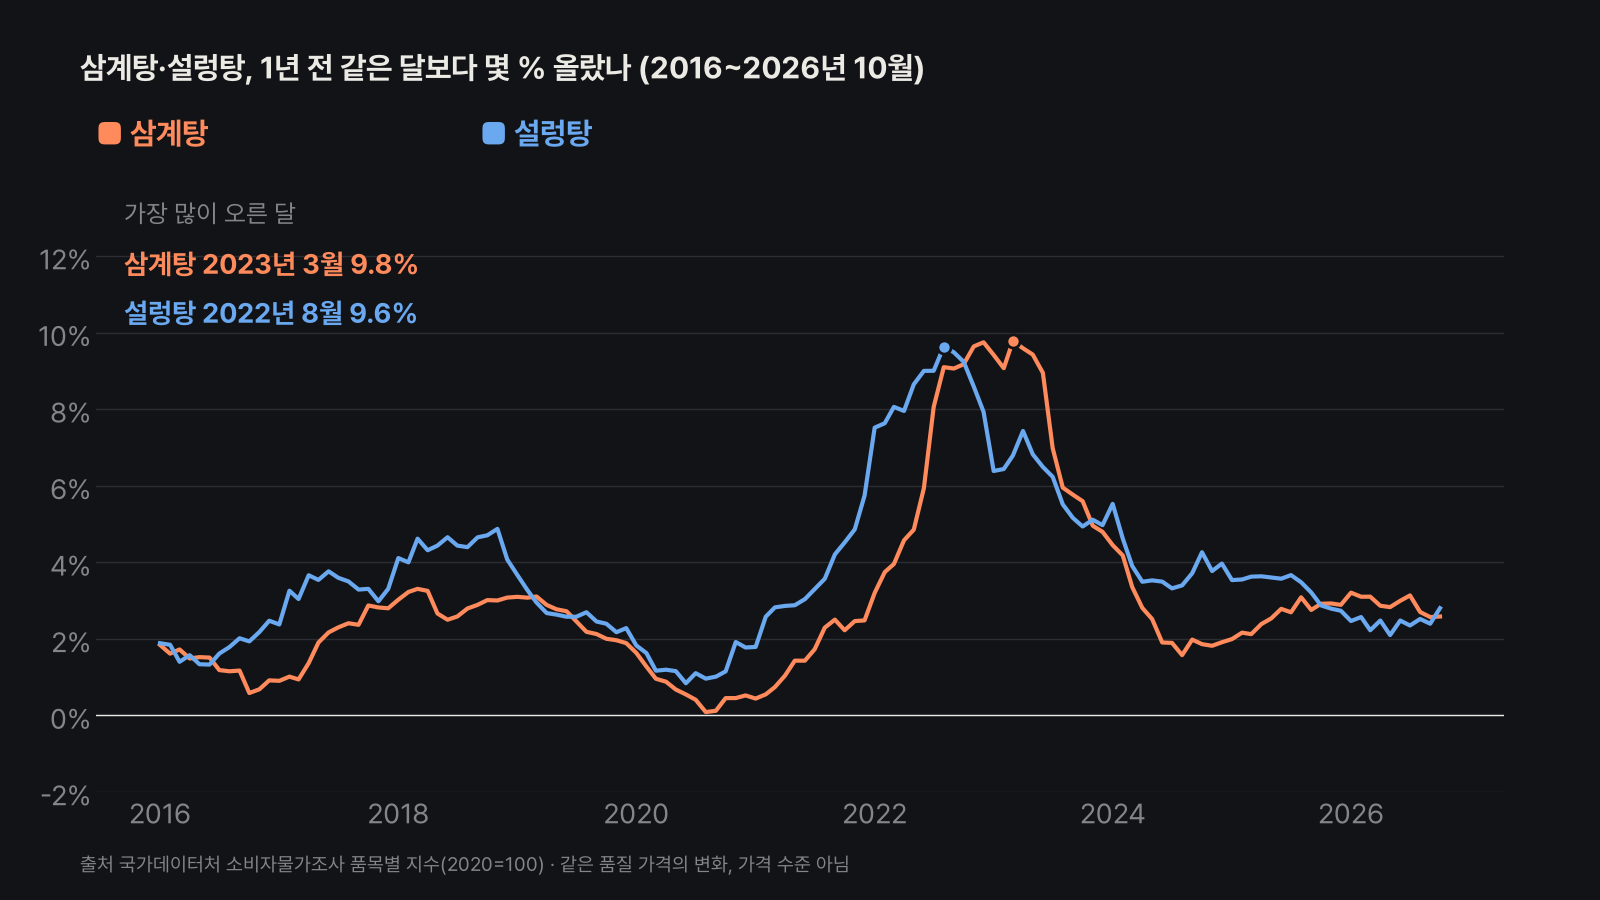 삼계탕·설렁탕, 1년 전 같은 달보다 몇 % 올랐나 (2016~2026년 10월)
삼계탕
설렁탕
가장 많이 오른 달
삼계탕 2023년 3월 9.8%
설렁탕 2022년 8월 9.6%
12%
10%
8%
6%
4%
2%
0%
-2%
2016 2018 2020 2022 2024 2026
출처 국가데이터처 소비자물가조사 품목별 지수(2020=100) · 같은 품질 가격의 변화, 가격 수준 아님